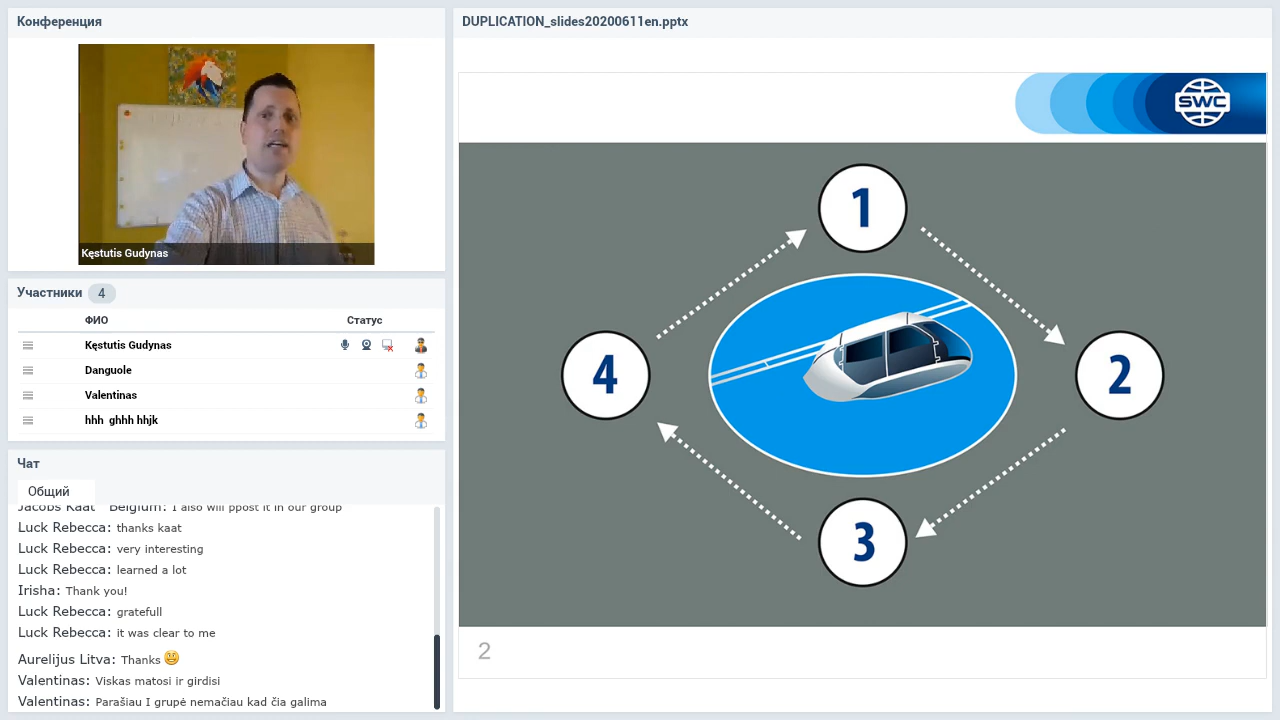 Конференция
Kęstutis Gudynas
Участники 4
ФИО Статус
Kęstutis Gudynas
Danguole
Valentinas
hhh ghhh hhjk
Чат
Общий
Jacobs Kaat Belgium: I also will ppost it in our group
Luck Rebecca: thanks kaat
Luck Rebecca: very interesting
Luck Rebecca: learned a lot
Irisha: Thank you!
Luck Rebecca: gratefull
Luck Rebecca: it was clear to me
Aurelijus Litva: Thanks
Valentinas: Viskas matosi ir girdisi
Valentinas: Parašiau I grupė nemačiau kad čia galima
DUPLICATION_slides20200611en.pptx
SWC
1
2
3
4
2